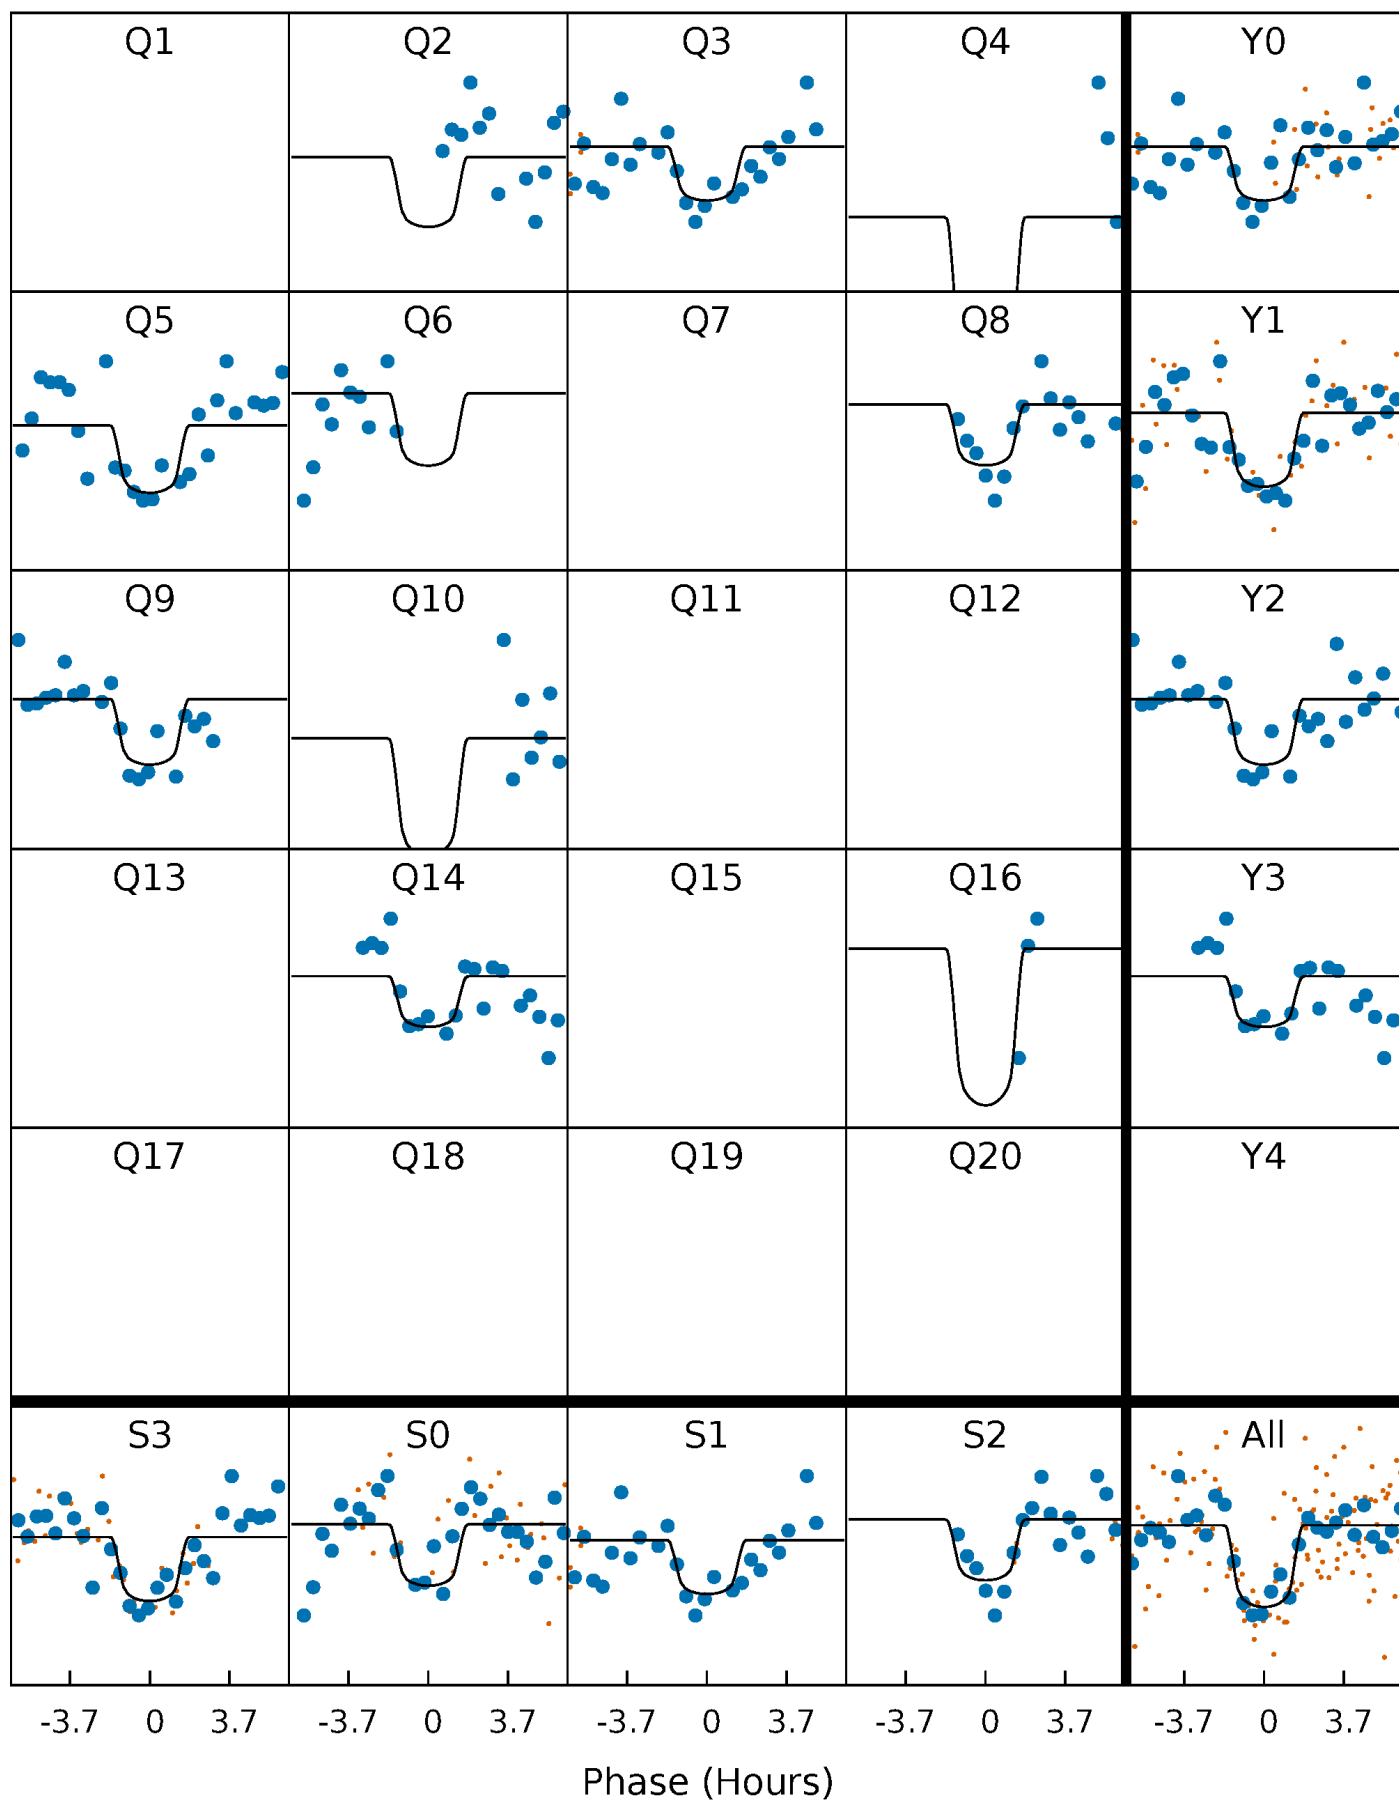 Q1 Q2 Q3 Q4 Y0
Q5 Q6 Q7 Q8 Y1
Q9 Q10 Q11 Q12 Y2
Q13 Q14 Q15 Q16 Y3
Q17 Q18 Q19 Q20 Y4
S3 S0 S1 S2 All
-3.7 0 3.7 -3.7 0 3.7 -3.7 0 3.7 -3.7 0 3.7 -3.7 0 3.7
Phase (Hours)